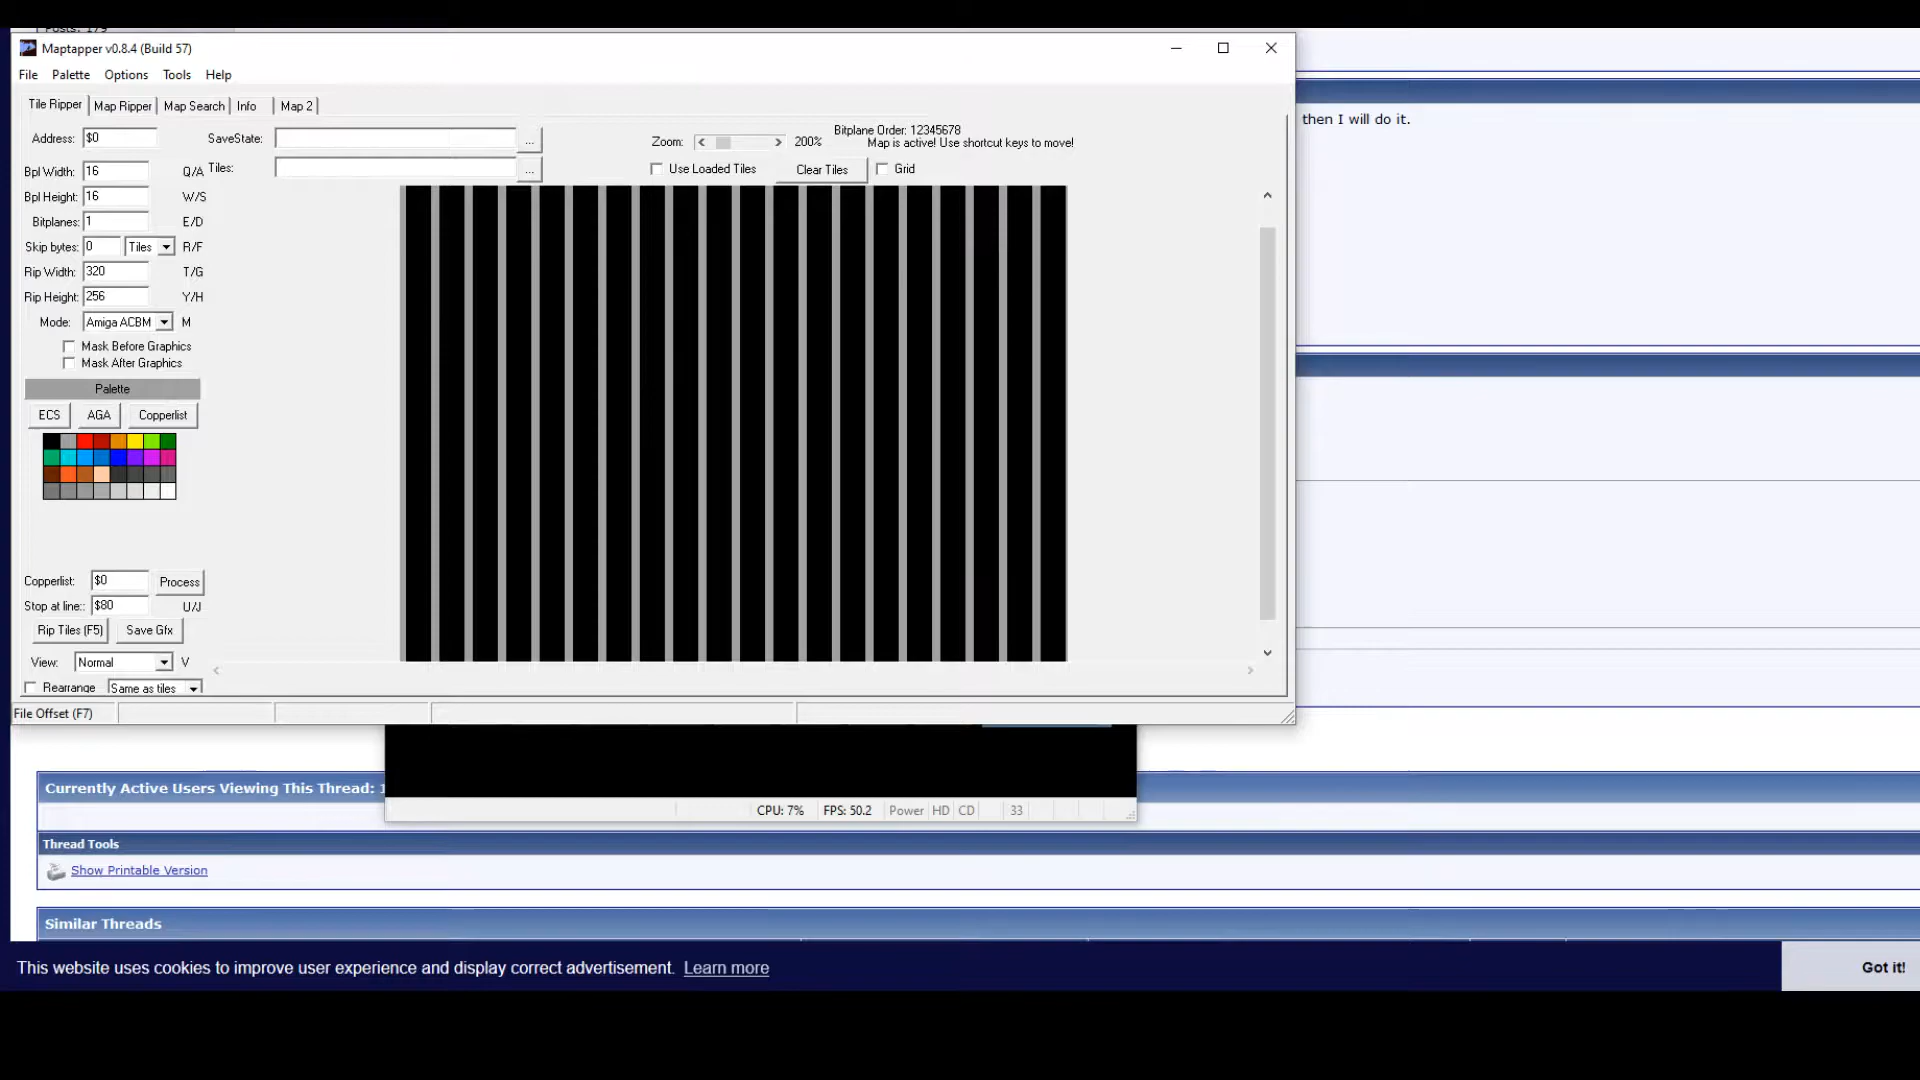 Posts: 179
Maptapper v0.8.4 (Build 57)
File Palette Options Tools Help
Tile Ripper Map Ripper Map Search Info Map 2
then I will do it.
Address: $0 SaveState: ...
Zoom: 200%
Bitplane Order: 12345678
Map is active! Use shortcut keys to move!
Bpl Width: 16 Q/A Tiles: ...
Use Loaded Tiles Clear Tiles Grid
Bpl Height: 16 W/S
Bitplanes: 1 E/D
Skip bytes: 0 Tiles R/F
Rip Width: 320 T/G
Rip Height: 256 Y/H
Mode: Amiga ACBM M
Mask Before Graphics
Mask After Graphics
Palette
ECS AGA Copperlist
Copperlist: $0 Process
Stop at line:: $80 U/J
Rip Tiles (F5) Save Gfx
View: Normal V
Rearrange Same as tiles
File Offset (F7)
Currently Active Users Viewing This Thread: 1
CPU: 7% FPS: 50.2 Power HD CD 33
Thread Tools
Show Printable Version
Similar Threads
This website uses cookies to improve user experience and display correct advertisement. Learn more
Got it!